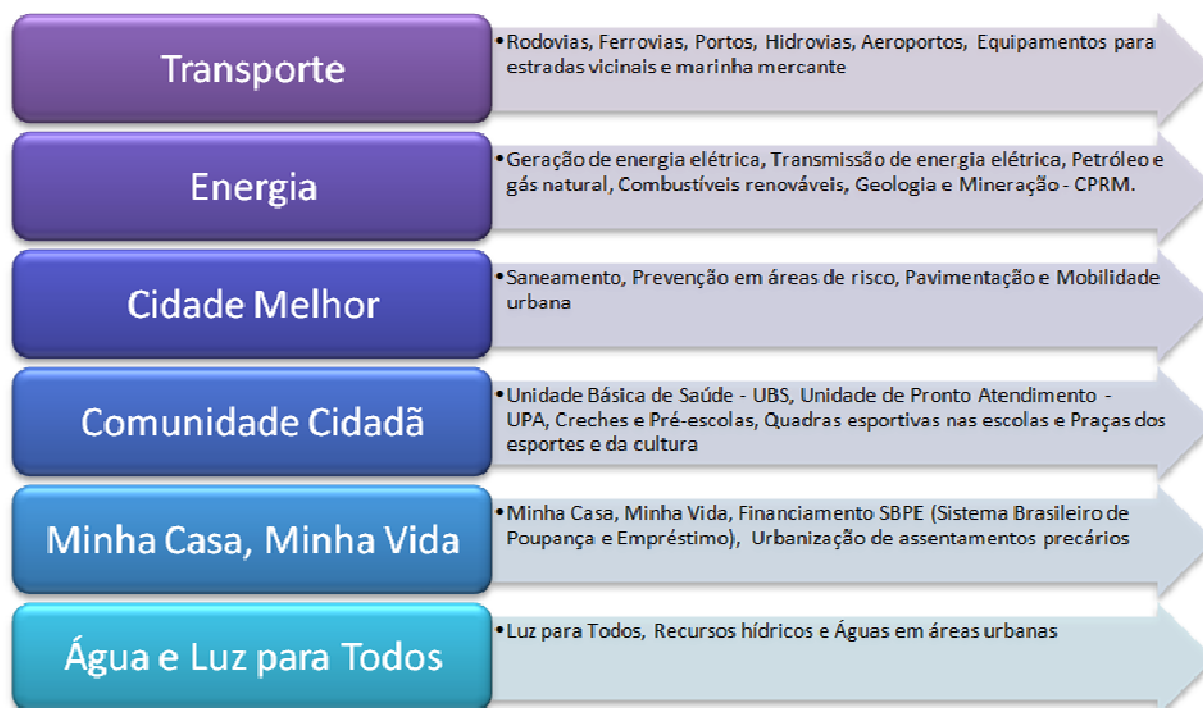 Transporte
•Rodovias, Ferrovias, Portos, Hidrovias, Aeroportos, Equipamentos para
estradas vicinais e marinha mercante
Energia
•Geração de energia elétrica, Transmissão de energia elétrica, Petróleo e
gás natural, Combustíveis renováveis, Geologia e Mineração - CPRM.
Cidade Melhor
•Saneamento, Prevenção em áreas de risco, Pavimentação e Mobilidade
urbana
Comunidade Cidadã
•Unidade Básica de Saúde - UBS, Unidade de Pronto Atendimento -
UPA, Creches e Pré-escolas, Quadras esportivas nas escolas e Praças dos
esportes e da cultura
Minha Casa, Minha Vida
•Minha Casa, Minha Vida, Financiamento SBPE (Sistema Brasileiro de
Poupança e Empréstimo), Urbanização de assentamentos precários
Água e Luz para Todos
•Luz para Todos, Recursos hídricos e Águas em áreas urbanas